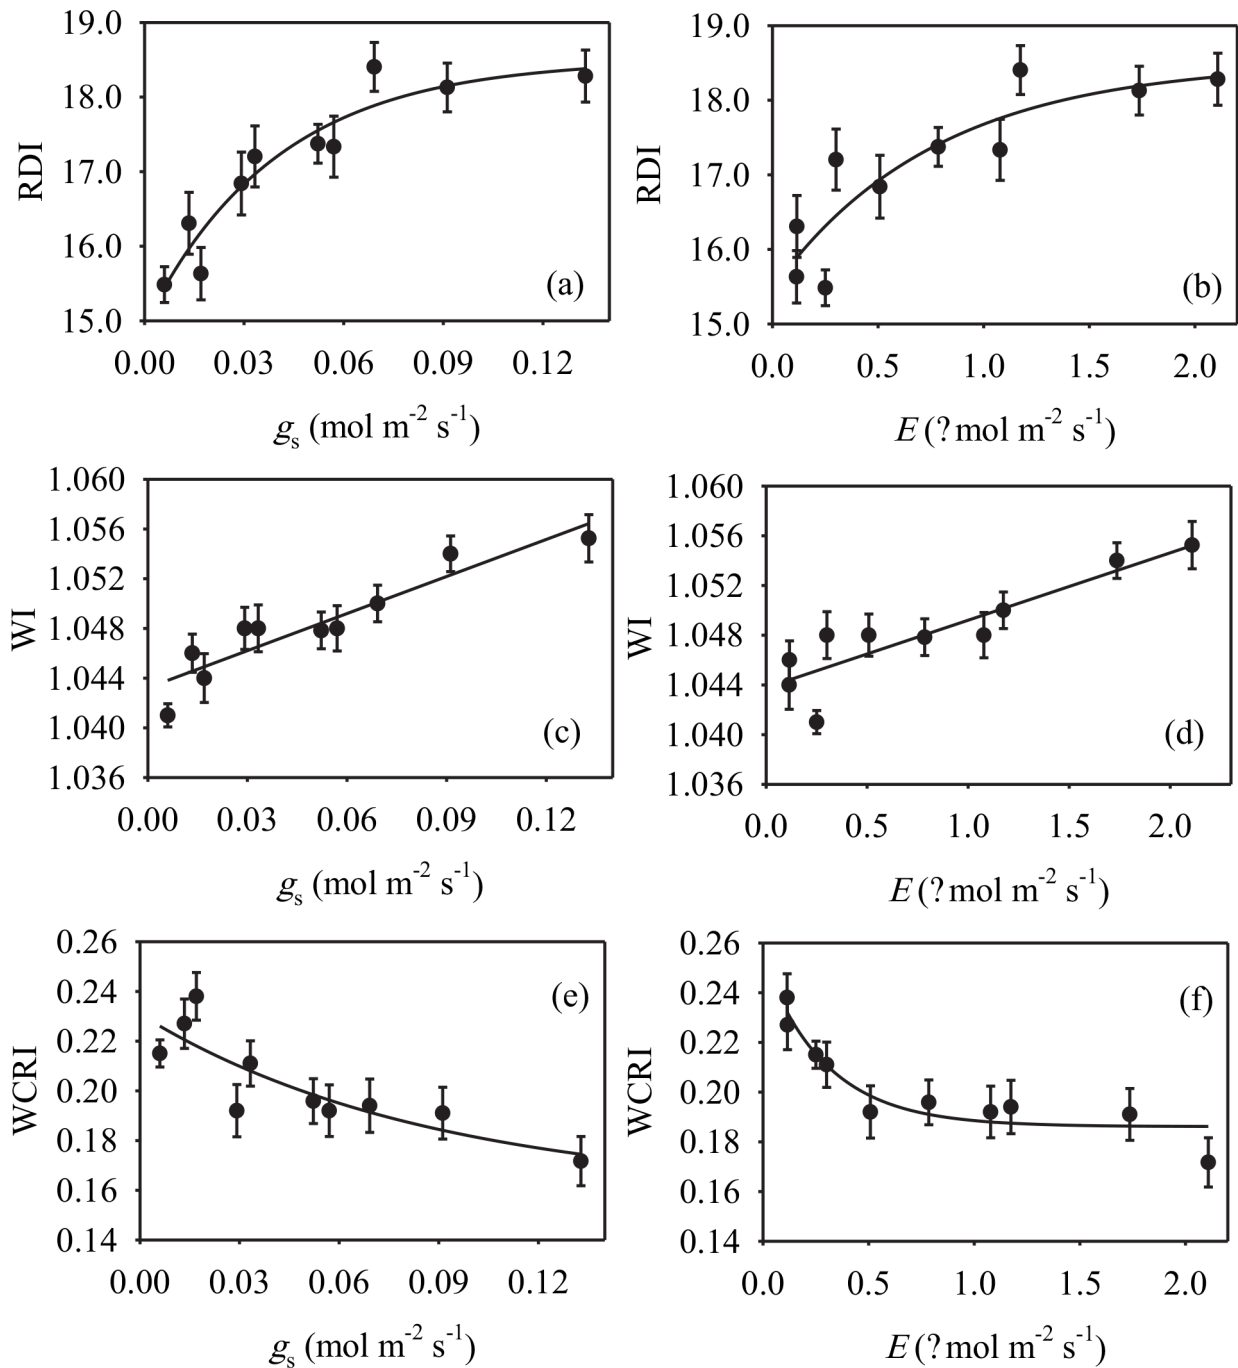 19.0
18.0
17.0
16.0
15.0
RDI
(a)
0.00 0.03 0.06 0.09 0.12
gs (mol m-2 s-1)
19.0
18.0
17.0
16.0
15.0
RDI
(b)
0.0 0.5 1.0 1.5 2.0
E (?mol m-2 s-1)
1.060
1.056
1.052
1.048
1.044
1.040
1.036
WI
(c)
0.00 0.03 0.06 0.09 0.12
gs (mol m-2 s-1)
1.060
1.056
1.052
1.048
1.044
1.040
1.036
WI
(d)
0.0 0.5 1.0 1.5 2.0
E (?mol m-2 s-1)
0.26
0.24
0.22
0.20
0.18
0.16
0.14
WCRI
(e)
0.00 0.03 0.06 0.09 0.12
gs (mol m-2 s-1)
0.26
0.24
0.22
0.20
0.18
0.16
0.14
WCRI
(f)
0.0 0.5 1.0 1.5 2.0
E (?mol m-2 s-1)